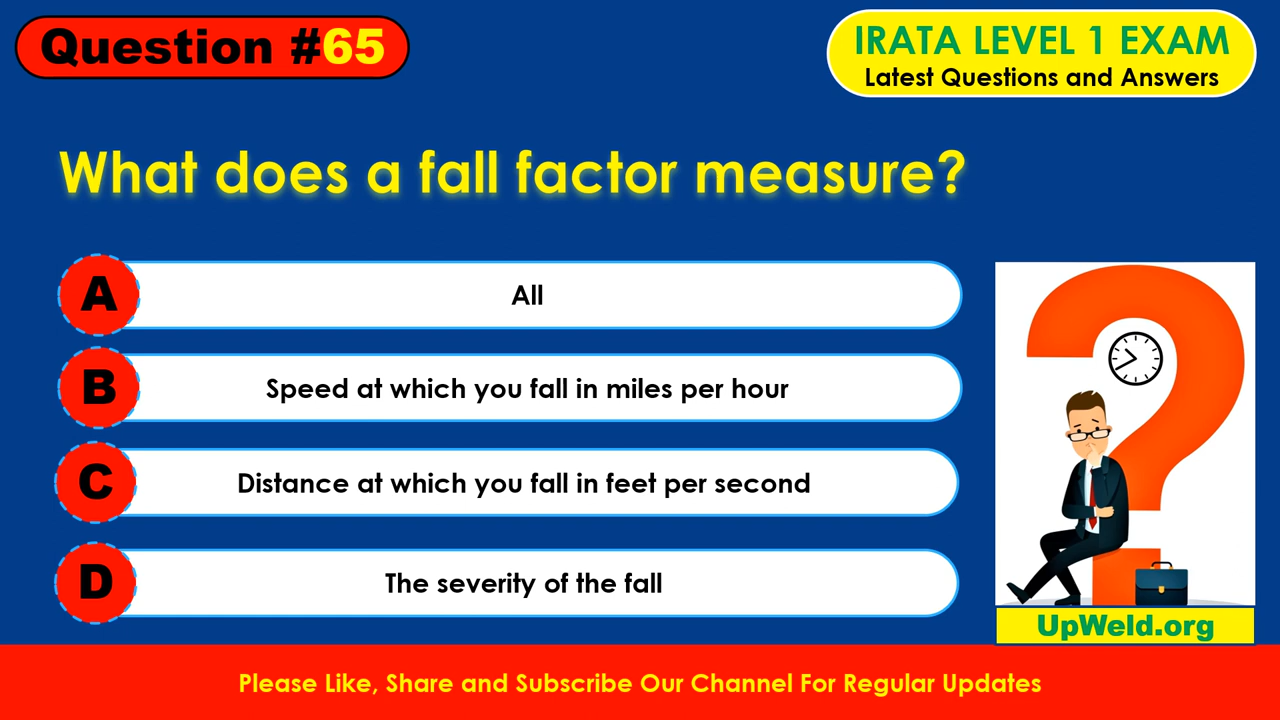 Question #65
IRATA LEVEL 1 EXAM
Latest Questions and Answers
What does a fall factor measure?
A
All
B
Speed at which you fall in miles per hour
C
Distance at which you fall in feet per second
D
The severity of the fall
UpWeld.org
Please Like, Share and Subscribe Our Channel For Regular Updates